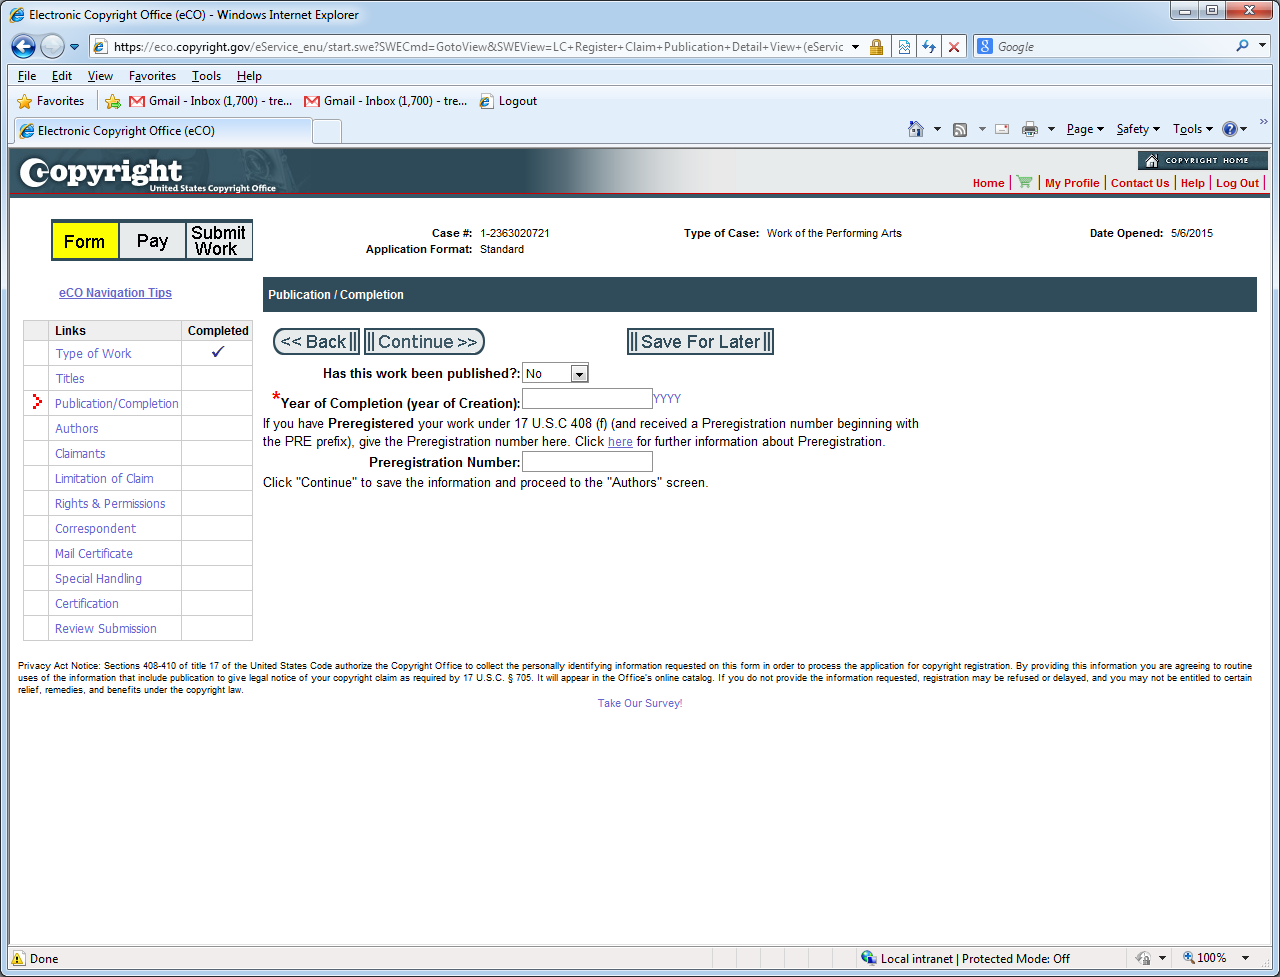 Electronic Copyright Office (eCO) - Windows Internet Explorer
https://eco.copyright.gov/eService_enu/start.swe?SWECmd=GotoView&SWEView=LC+Register+Claim+Publication+Detail+View+(eServic
Google
File Edit View Favorites Tools Help
Favorites Gmail - Inbox (1,700) - tre... Gmail - Inbox (1,700) - tre... Logout
Electronic Copyright Office (eCO)
Page Safety Tools
Copyright
United States Copyright Office
COPYRIGHT HOME
Home My Profile Contact Us Help Log Out
Form Pay Submit Work
Case #: 1-2363020721 Type of Case: Work of the Performing Arts Date Opened: 5/6/2015
Application Format: Standard
eCO Navigation Tips
Publication / Completion
Links Completed
Type of Work ✓
Titles
Publication/Completion
Authors
Claimants
Limitation of Claim
Rights & Permissions
Correspondent
Mail Certificate
Special Handling
Certification
Review Submission
<< Back Continue >> Save For Later
Has this work been published?: No
*Year of Completion (year of Creation): YYYY
If you have Preregistered your work under 17 U.S.C 408 (f) (and received a Preregistration number beginning with
the PRE prefix), give the Preregistration number here. Click here for further information about Preregistration.
Preregistration Number:
Click "Continue" to save the information and proceed to the "Authors" screen.
Privacy Act Notice: Sections 408-410 of title 17 of the United States Code authorize the Copyright Office to collect the personally identifying information requested on this form in order to process the application for copyright registration. By providing this information you are agreeing to routine
uses of the information that include publication to give legal notice of your copyright claim as required by 17 U.S.C. § 705. It will appear in the Office's online catalog. If you do not provide the information requested, registration may be refused or delayed, and you may not be entitled to certain
relief, remedies, and benefits under the copyright law.
Take Our Survey!
Done
Local intranet | Protected Mode: Off
100%